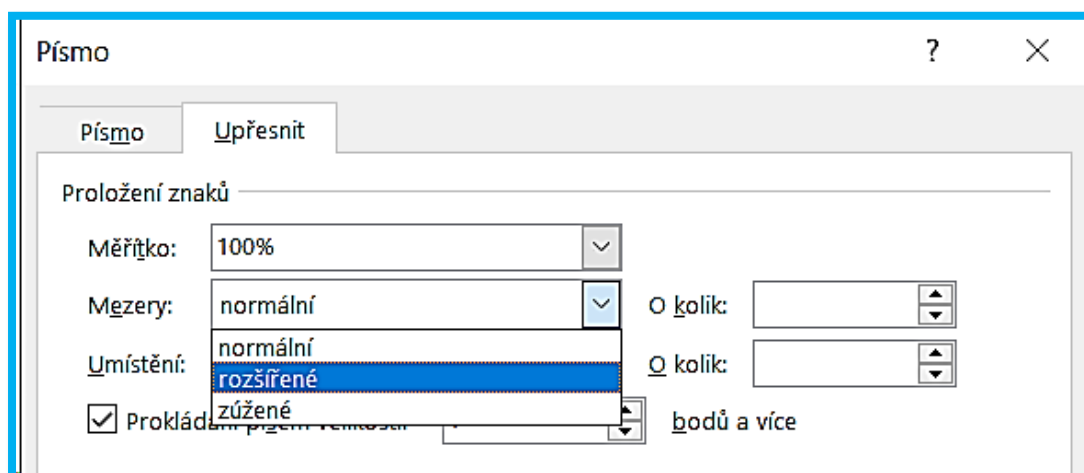 Písmo ?
Písmo Upřesnit
Proložení znaků
Měřítko: 100%
Mezery: normální O kolik:
normální
Umístění: O kolik:
rozšířené
zúžené
Prokládání bodů a více